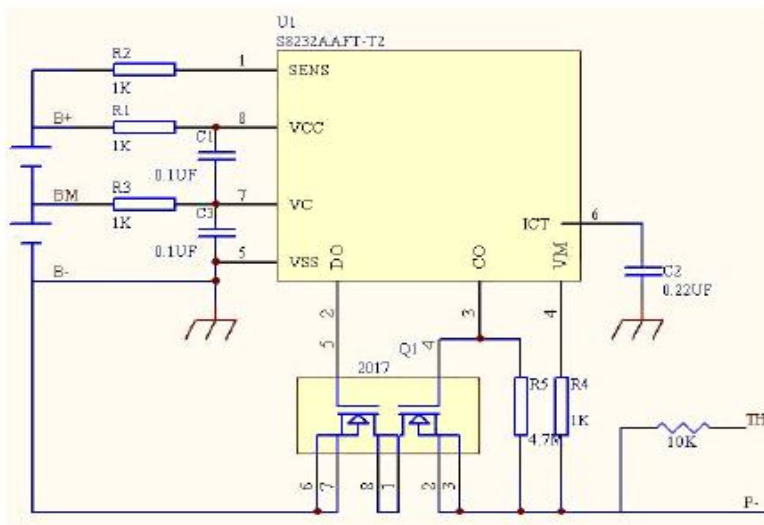 U1
S8232AAFT-T2
R2
1
SENS
1K
B+
R1
8
VCC
1K
C1
0.1UF
BM
R3
7
VC
1K
C3
ICT
6
0.1UF
5
VSS
DO
CO
VM
B-
C2
0.22UF
2
3
4
5
Q1
4
2017
R5
R4
1K
4.7M
10K
TH
6
7
8
1
2
3
P-